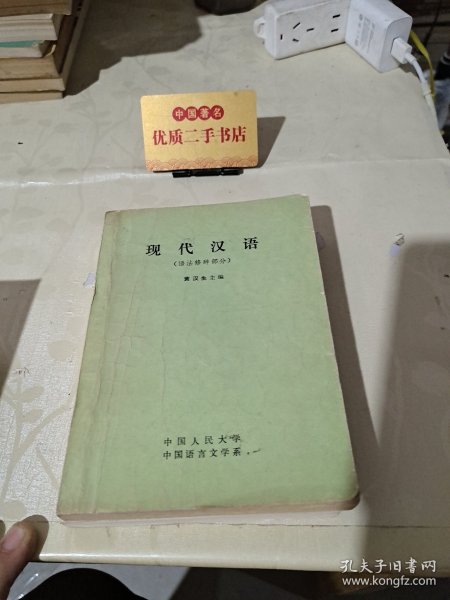 中国著名
优质二手书店
现代汉语
(语法修辞部分)
黄汉生主编
中国人民大学
中国语言文学系
孔夫子旧书网
www.kongfz.com